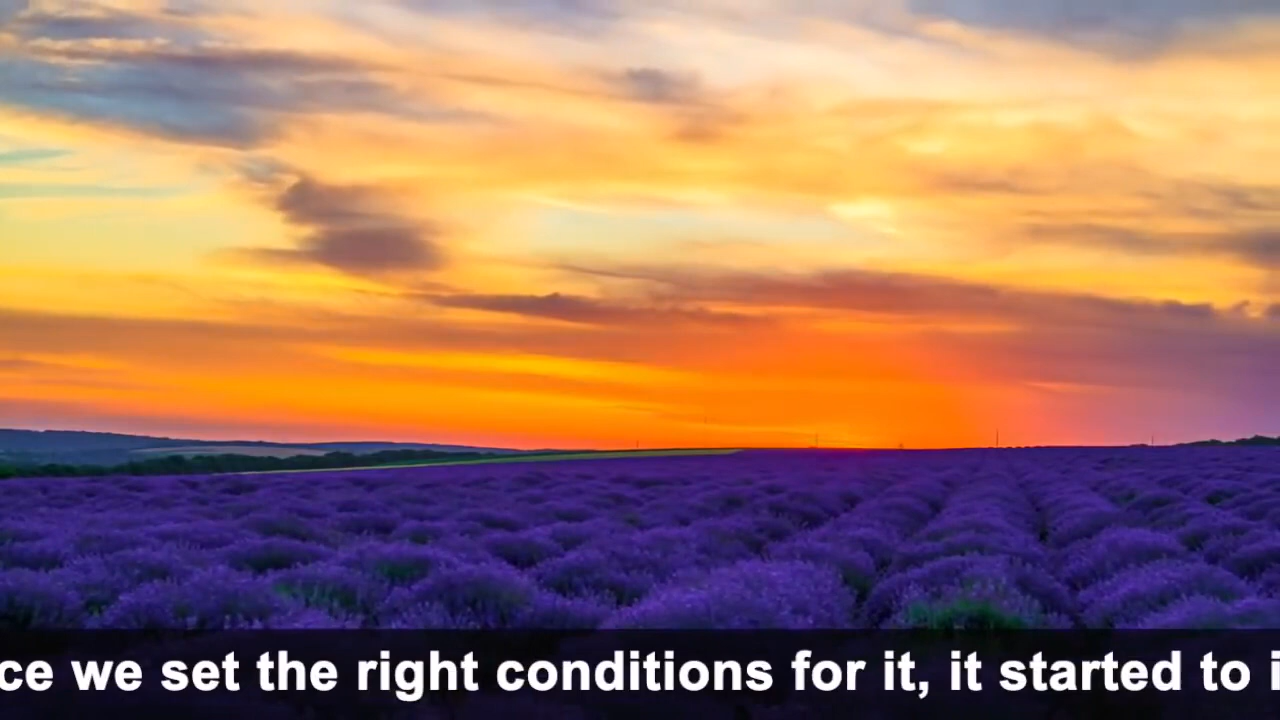 ce we set the right conditions for it, it started to i